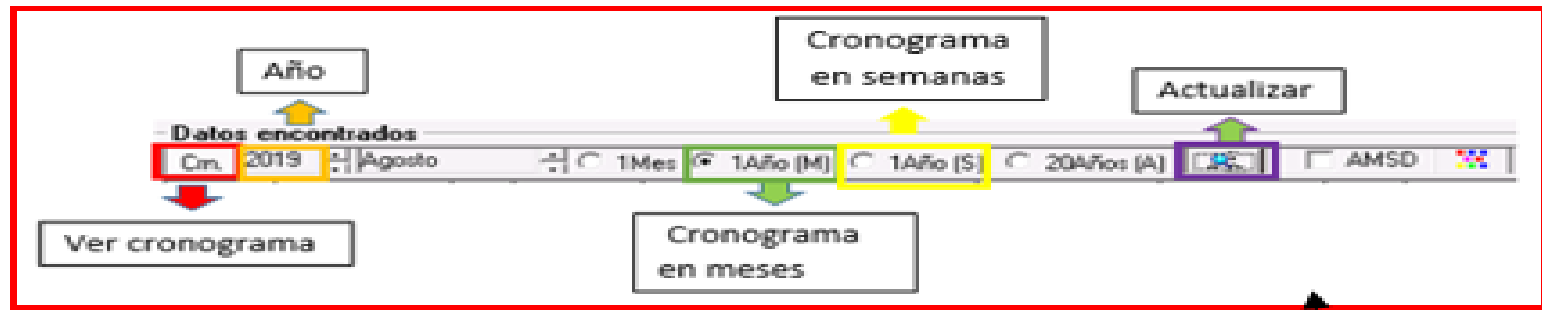 Cronograma
en semanas
Año
Actualizar
Datos encontrados
Crn. 2019 Agosto 1Mes 1Año (M) 1Año (S) 20Años (A) AMSD
Ver cronograma
Cronograma
en meses